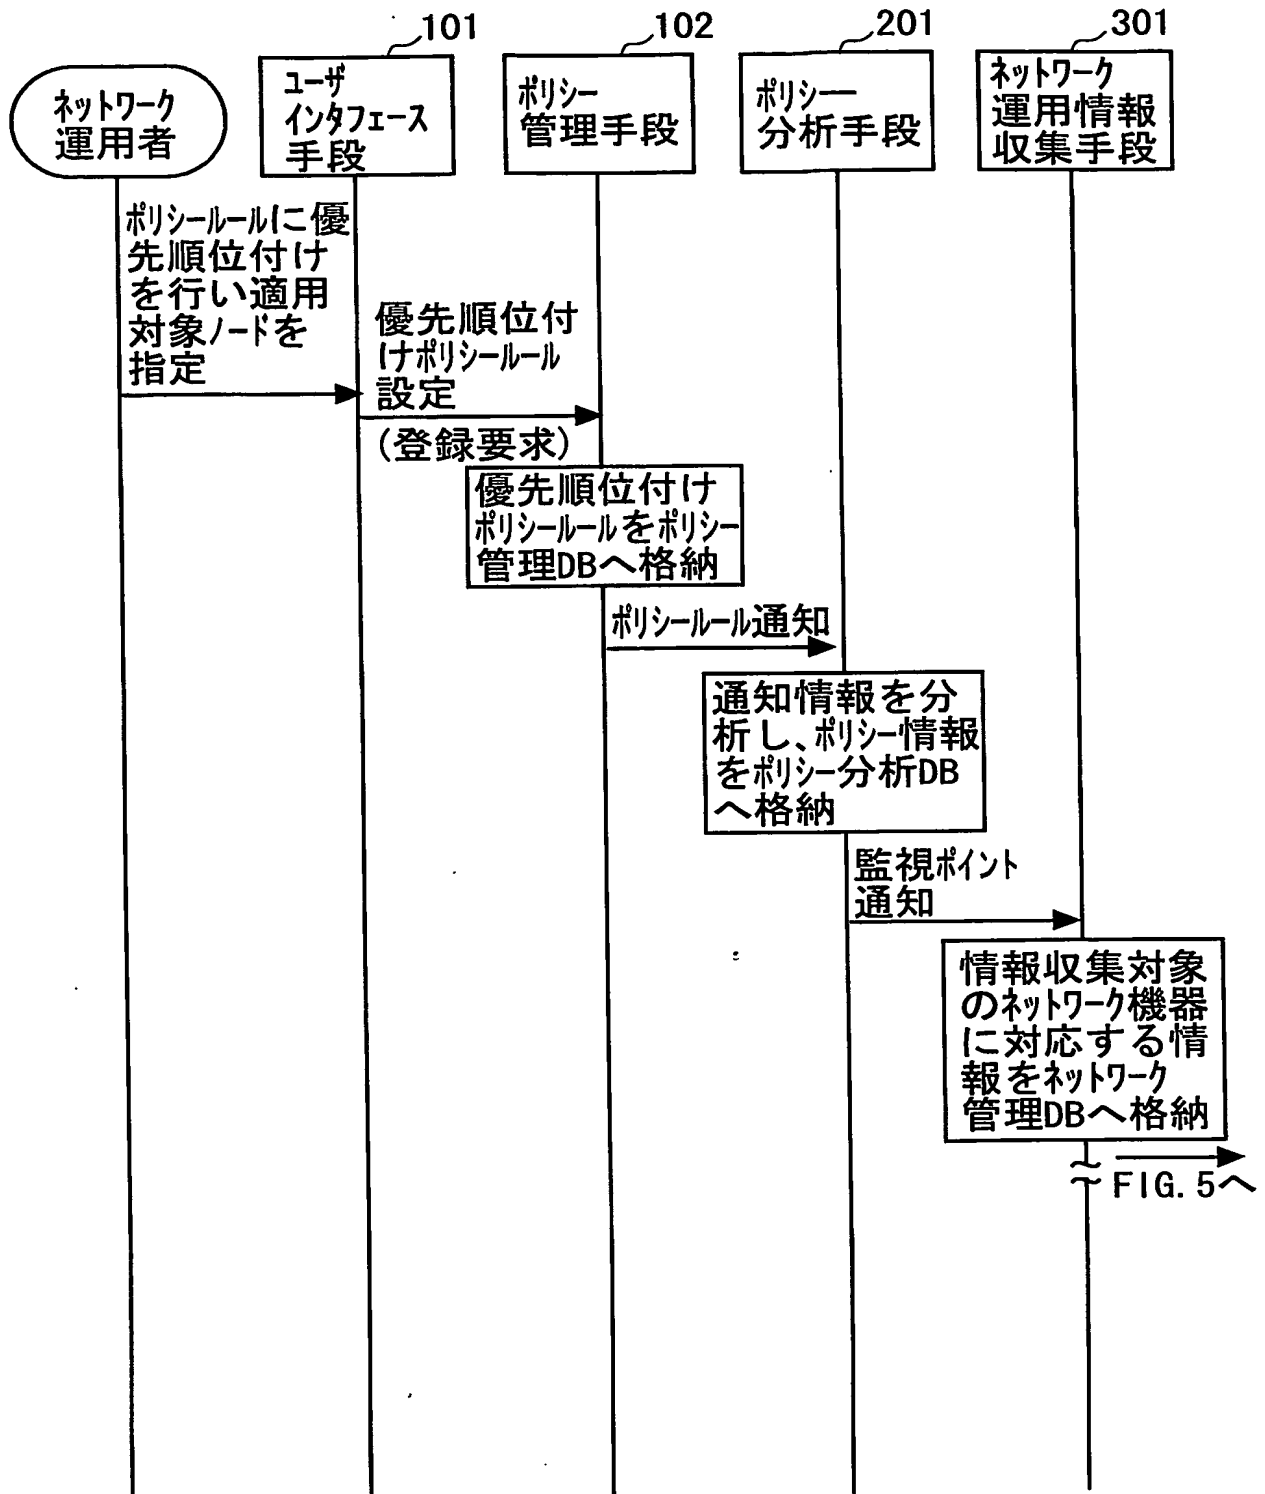 101
102
201
301
ネットワーク
運用者
ユーザ
インタフェース
手段
ポリシー
管理手段
ポリシー
分析手段
ネットワーク
運用情報
収集手段
ポリシールールに優
先順位付け
を行い適用
対象ノードを
指定
優先順位付
けポリシールール
設定
(登録要求)
優先順位付け
ポリシールールをポリシー
管理DBへ格納
ポリシールール通知
通知情報を分
析し、ポリシー情報
をポリシー分析DB
へ格納
監視ポイント
通知
情報収集対象
のネットワーク機器
に対応する情
報をネットワーク
管理DBへ格納
FIG.5へ